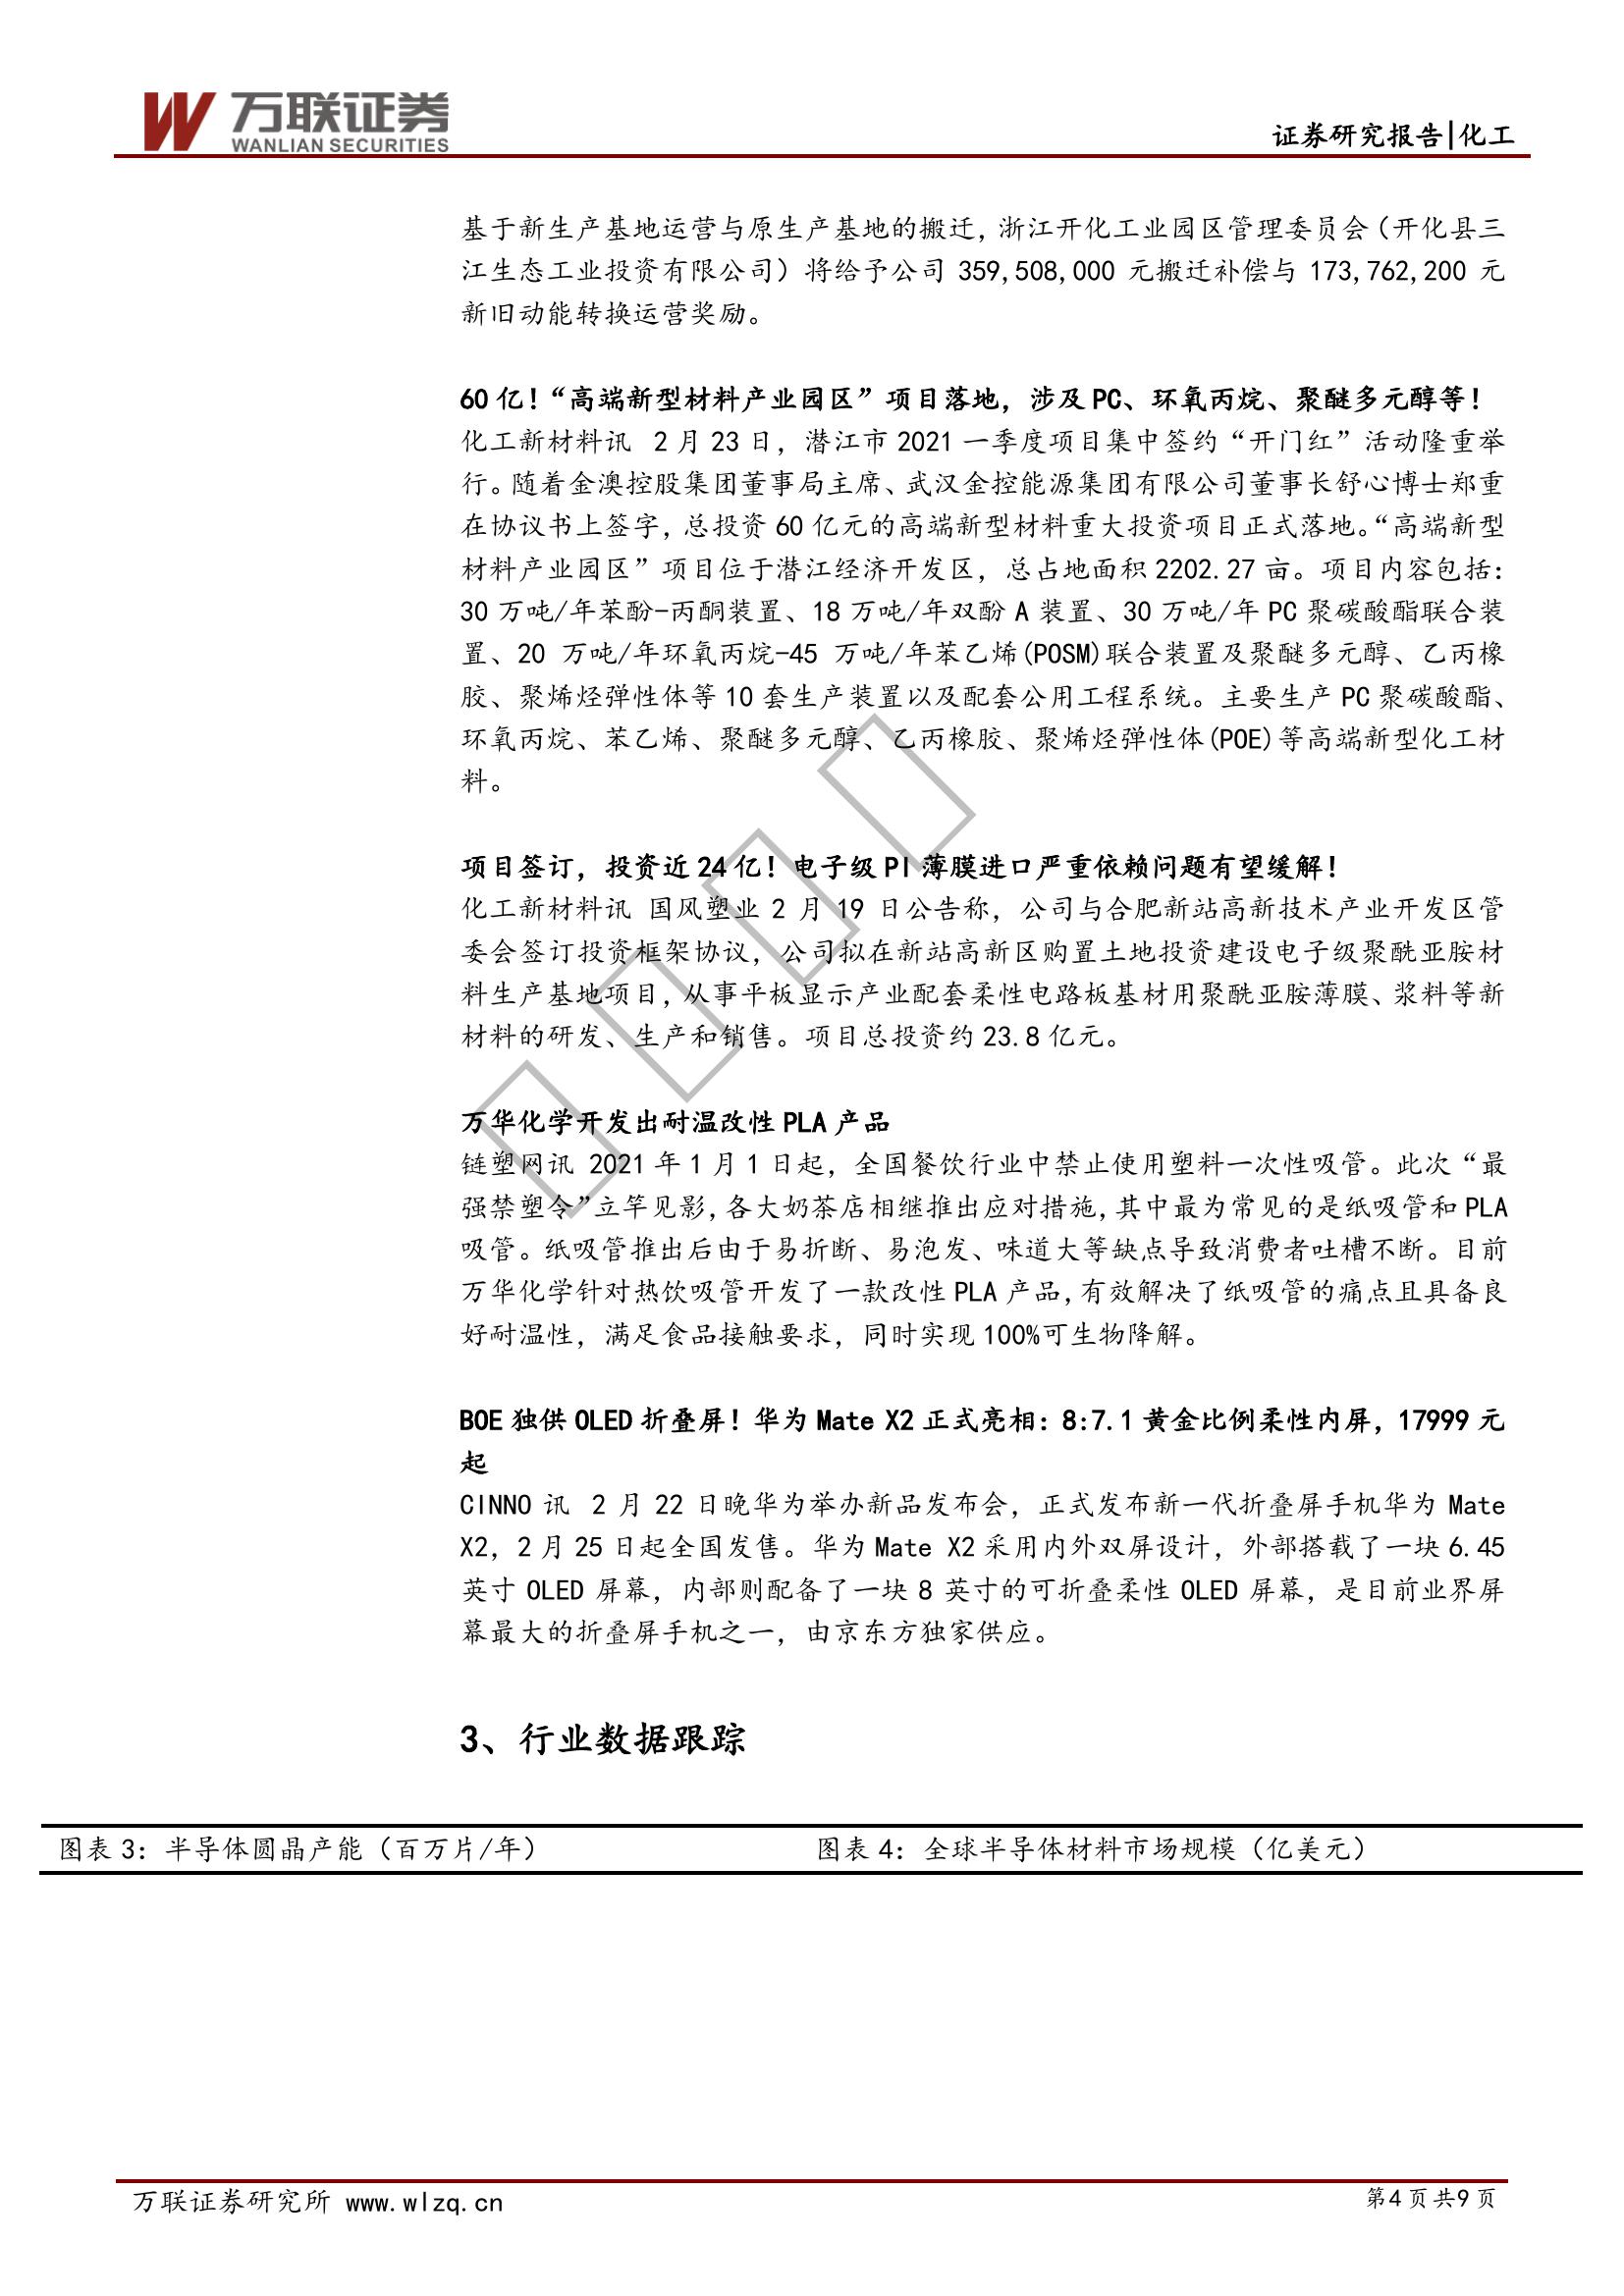 万联证券
WANLIAN SECURITIES
证券研究报告|化工
基于新生产基地运营与原生产基地的搬迁，浙江开化工业园区管理委员会（开化县三
江生态工业投资有限公司）将给予公司 359,508,000 元搬迁补偿与 173,762,200 元
新旧动能转换运营奖励。
60 亿！“高端新型材料产业园区”项目落地，涉及 PC、环氧丙烷、聚醚多元醇等！
化工新材料讯 2 月 23 日，潜江市 2021 一季度项目集中签约“开门红”活动隆重举
行。随着金澳控股集团董事局主席、武汉金控能源集团有限公司董事长舒心博士郑重
在协议书上签字，总投资 60 亿元的高端新型材料重大投资项目正式落地。“高端新型
材料产业园区”项目位于潜江经济开发区，总占地面积 2202.27 亩。项目内容包括：
30 万吨/年苯酚-丙酮装置、18 万吨/年双酚 A 装置、30 万吨/年 PC 聚碳酸酯联合装
置、20 万吨/年环氧丙烷-45 万吨/年苯乙烯(POSM)联合装置及聚醚多元醇、乙丙橡
胶、聚烯烃弹性体等 10 套生产装置以及配套公用工程系统。主要生产 PC 聚碳酸酯、
环氧丙烷、苯乙烯、聚醚多元醇、乙丙橡胶、聚烯烃弹性体(POE)等高端新型化工材
料。
项目签订，投资近 24 亿！电子级 PI 薄膜进口严重依赖问题有望缓解！
化工新材料讯 国风塑业 2 月 19 日公告称，公司与合肥新站高新技术产业开发区管
委会签订投资框架协议，公司拟在新站高新区购置土地投资建设电子级聚酰亚胺材
料生产基地项目，从事平板显示产业配套柔性电路板基材用聚酰亚胺薄膜、浆料等新
材料的研发、生产和销售。项目总投资约 23.8 亿元。
万华化学开发出耐温改性 PLA 产品
链塑网讯 2021 年 1 月 1 日起，全国餐饮行业中禁止使用塑料一次性吸管。此次“最
强禁塑令”立竿见影，各大奶茶店相继推出应对措施，其中最为常见的是纸吸管和 PLA
吸管。纸吸管推出后由于易折断、易泡发、味道大等缺点导致消费者吐槽不断。目前
万华化学针对热饮吸管开发了一款改性 PLA 产品，有效解决了纸吸管的痛点且具备良
好耐温性，满足食品接触要求，同时实现 100%可生物降解。
BOE 独供 OLED 折叠屏！华为 Mate X2 正式亮相：8:7.1 黄金比例柔性内屏，17999 元
起
CINNO 讯 2 月 22 日晚华为举办新品发布会，正式发布新一代折叠屏手机华为 Mate
X2，2 月 25 日起全国发售。华为 Mate X2 采用内外双屏设计，外部搭载了一块 6.45
英寸 OLED 屏幕，内部则配备了一块 8 英寸的可折叠柔性 OLED 屏幕，是目前业界屏
幕最大的折叠屏手机之一，由京东方独家供应。
3、行业数据跟踪
图表 3：半导体圆晶产能（百万片/年）
图表 4：全球半导体材料市场规模（亿美元）
万联证券研究所 www.wlzq.cn
第4页共9页